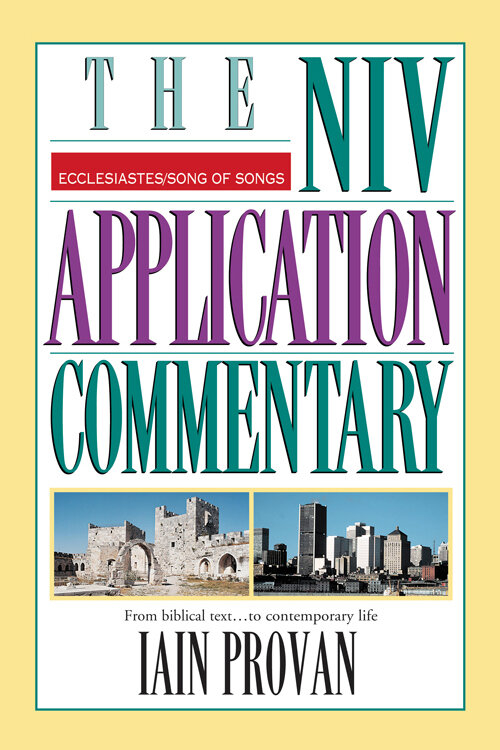 THE
NIV
ECCLESIASTES/SONG OF SONGS
APPLICATION
COMMENTARY
From biblical text...to contemporary life
IAIN PROVAN